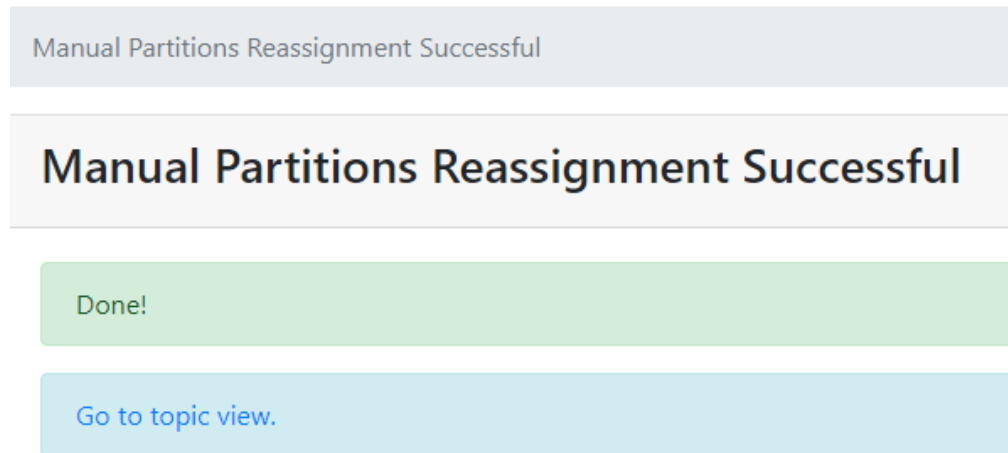 Manual Partitions Reassignment Successful
Manual Partitions Reassignment Successful
Done!
Go to topic view.